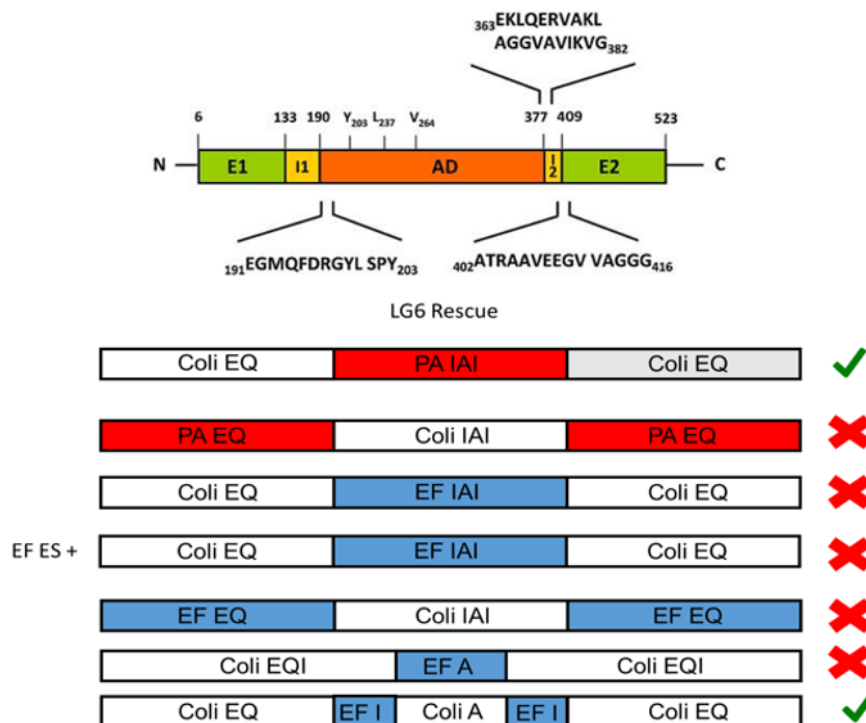 363EKLQERVAKL
AGGVAVIKVG382
6 133 190 Y203 L237 V264 377 409 523
N E1 I1 AD I2 E2 C
191EGMQFDRGYL SPY203 402ATRAAVEEGV VAGGG416
LG6 Rescue
Coli EQ PA IAI Coli EQ
PA EQ Coli IAI PA EQ
Coli EQ EF IAI Coli EQ
EF ES + Coli EQ EF IAI Coli EQ
EF EQ Coli IAI EF EQ
Coli EQI EF A Coli EQI
Coli EQ EF I Coli A EF I Coli EQ